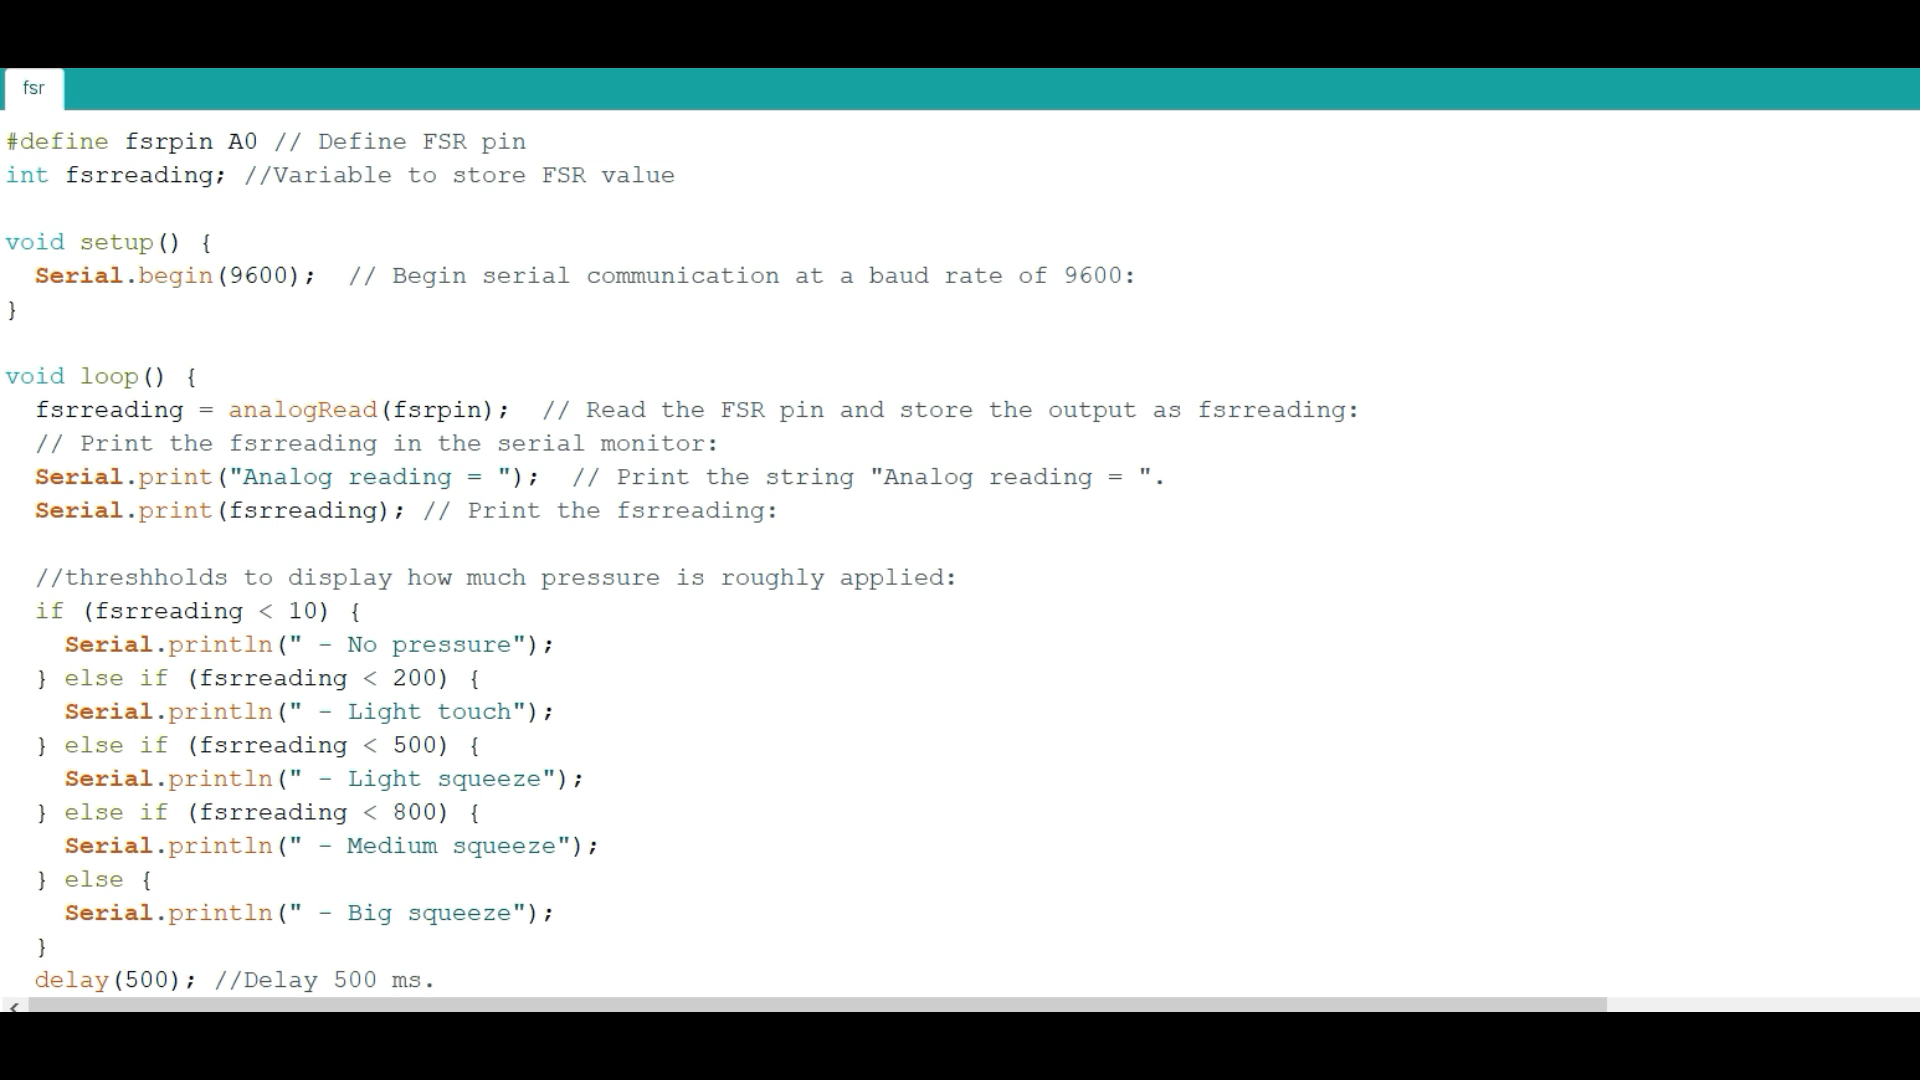 fsr
#define fsrpin A0 // Define FSR pin
int fsrreading; //Variable to store FSR value
void setup() {
  Serial.begin(9600);  // Begin serial communication at a baud rate of 9600:
}
void loop() {
  fsrreading = analogRead(fsrpin);  // Read the FSR pin and store the output as fsrreading:
  // Print the fsrreading in the serial monitor:
  Serial.print("Analog reading = ");  // Print the string "Analog reading = ".
  Serial.print(fsrreading); // Print the fsrreading:
  //threshholds to display how much pressure is roughly applied:
  if (fsrreading < 10) {
    Serial.println(" - No pressure");
  } else if (fsrreading < 200) {
    Serial.println(" - Light touch");
  } else if (fsrreading < 500) {
    Serial.println(" - Light squeeze");
  } else if (fsrreading < 800) {
    Serial.println(" - Medium squeeze");
  } else {
    Serial.println(" - Big squeeze");
  }
  delay(500); //Delay 500 ms.